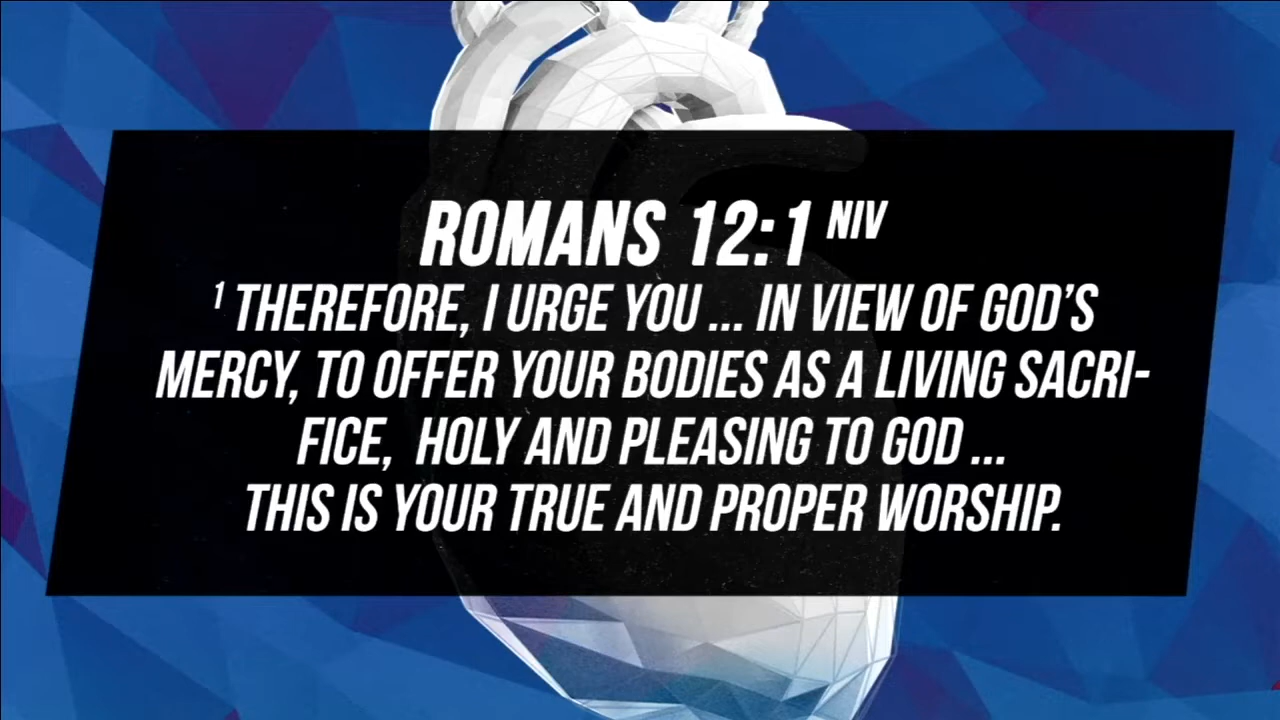 ROMANS 12:1 NIV
1 THEREFORE, I URGE YOU ... IN VIEW OF GOD’S
MERCY, TO OFFER YOUR BODIES AS A LIVING SACRI-
FICE, HOLY AND PLEASING TO GOD ...
THIS IS YOUR TRUE AND PROPER WORSHIP.